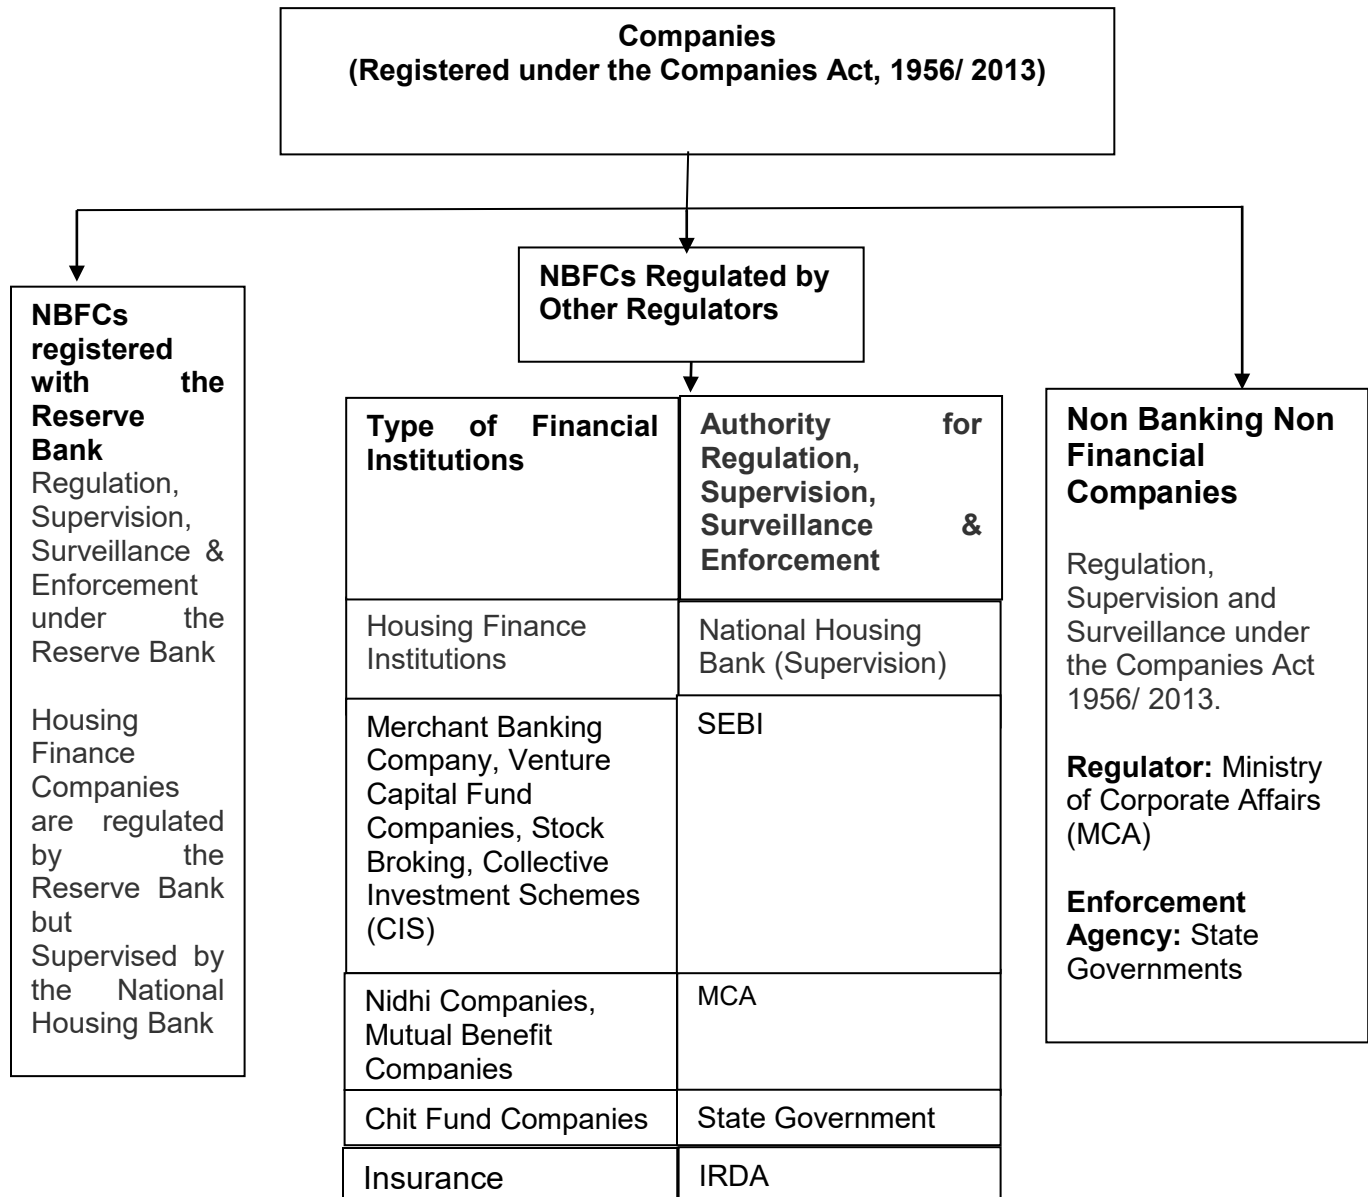 Companies
(Registered under the Companies Act, 1956/ 2013)
NBFCs
registered
with the
Reserve
Bank
Regulation,
Supervision,
Surveillance &
Enforcement
under the
Reserve Bank
Housing
Finance
Companies
are regulated
by the
Reserve Bank
but
Supervised by
the National
Housing Bank
NBFCs Regulated by
Other Regulators
Type of Financial
Institutions
Authority for
Regulation,
Supervision,
Surveillance &
Enforcement
Housing Finance
Institutions
National Housing
Bank (Supervision)
Merchant Banking
Company, Venture
Capital Fund
Companies, Stock
Broking, Collective
Investment Schemes
(CIS)
SEBI
Nidhi Companies,
Mutual Benefit
Companies
MCA
Chit Fund Companies
State Government
Insurance
IRDA
Non Banking Non
Financial
Companies
Regulation,
Supervision and
Surveillance under
the Companies Act
1956/ 2013.
Regulator: Ministry
of Corporate Affairs
(MCA)
Enforcement
Agency: State
Governments